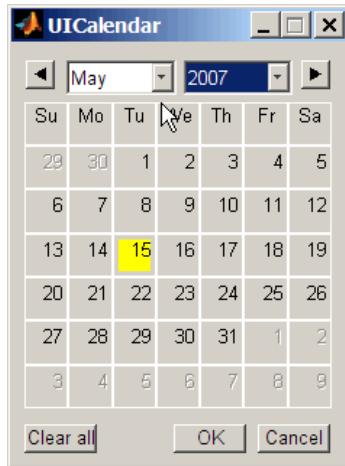 UICalendar
May 2007
Su Mo Tu We Th Fr Sa
29 30 1 2 3 4 5
6 7 8 9 10 11 12
13 14 15 16 17 18 19
20 21 22 23 24 25 26
27 28 29 30 31 1 2
3 4 5 6 7 8 9
Clear all OK Cancel